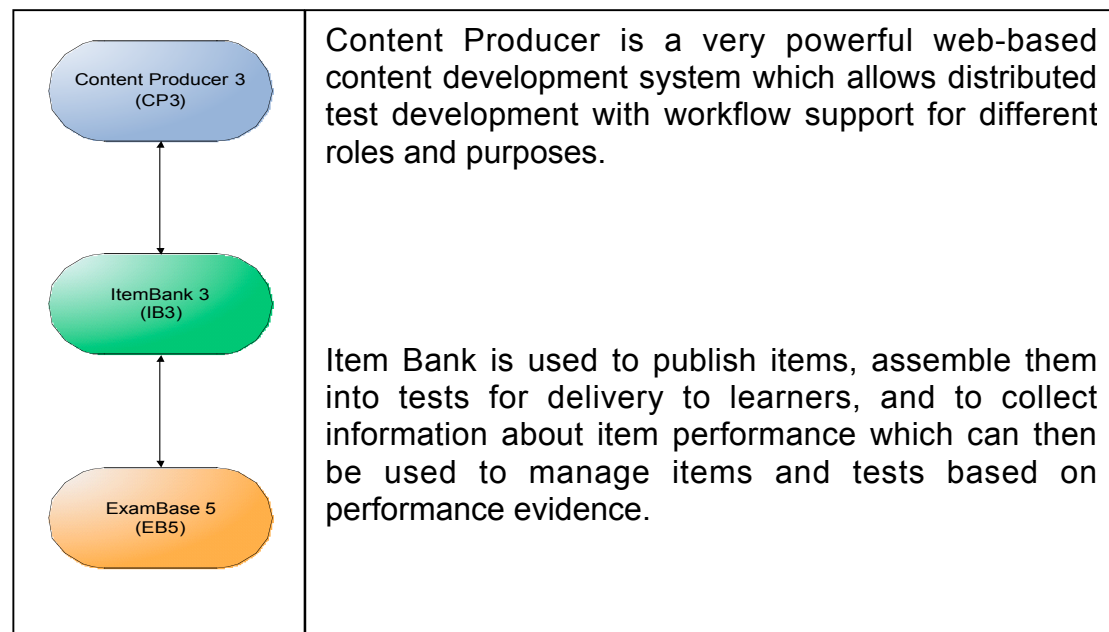 Content Producer 3
(CP3)
Content Producer is a very powerful web-based
content development system which allows distributed
test development with workflow support for different
roles and purposes.
ItemBank 3
(IB3)
Item Bank is used to publish items, assemble them
into tests for delivery to learners, and to collect
information about item performance which can then
be used to manage items and tests based on
performance evidence.
ExamBase 5
(EB5)